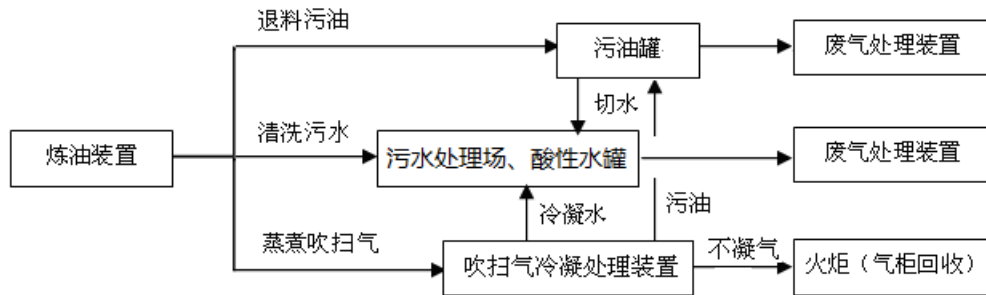 退料污油
污油罐
废气处理装置
切水
清洗污水
炼油装置
污水处理场、酸性水罐
废气处理装置
冷凝水
污油
蒸煮吹扫气
吹扫气冷凝处理装置
不凝气
火炬（气柜回收）